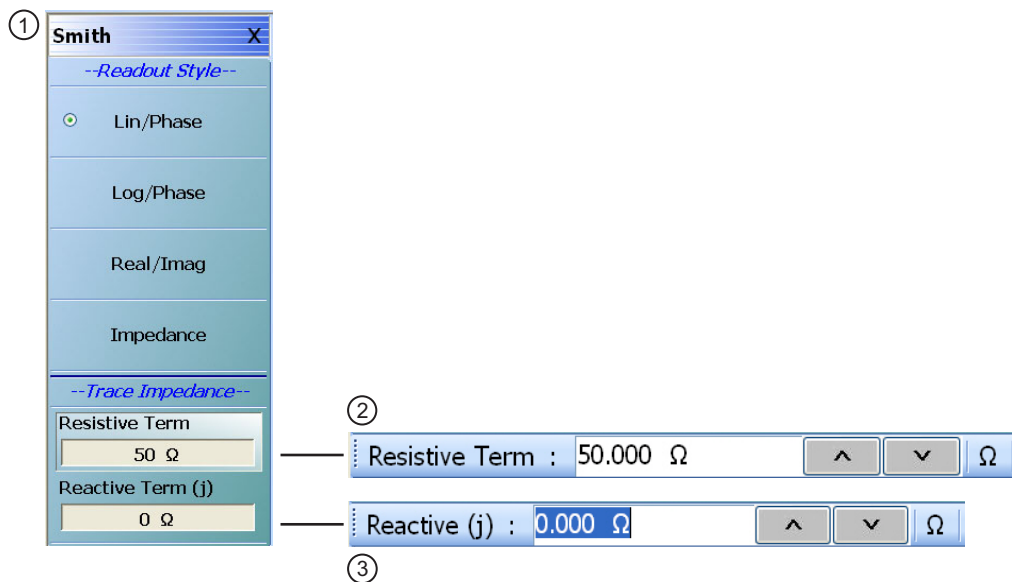 ①
Smith X
--Readout Style--
Lin/Phase
Log/Phase
Real/Imag
Impedance
--Trace Impedance--
Resistive Term
50 Ω
Reactive Term (j)
0 Ω
②
Resistive Term : 50.000 Ω Ω
Reactive (j) : 0.000 Ω Ω
③